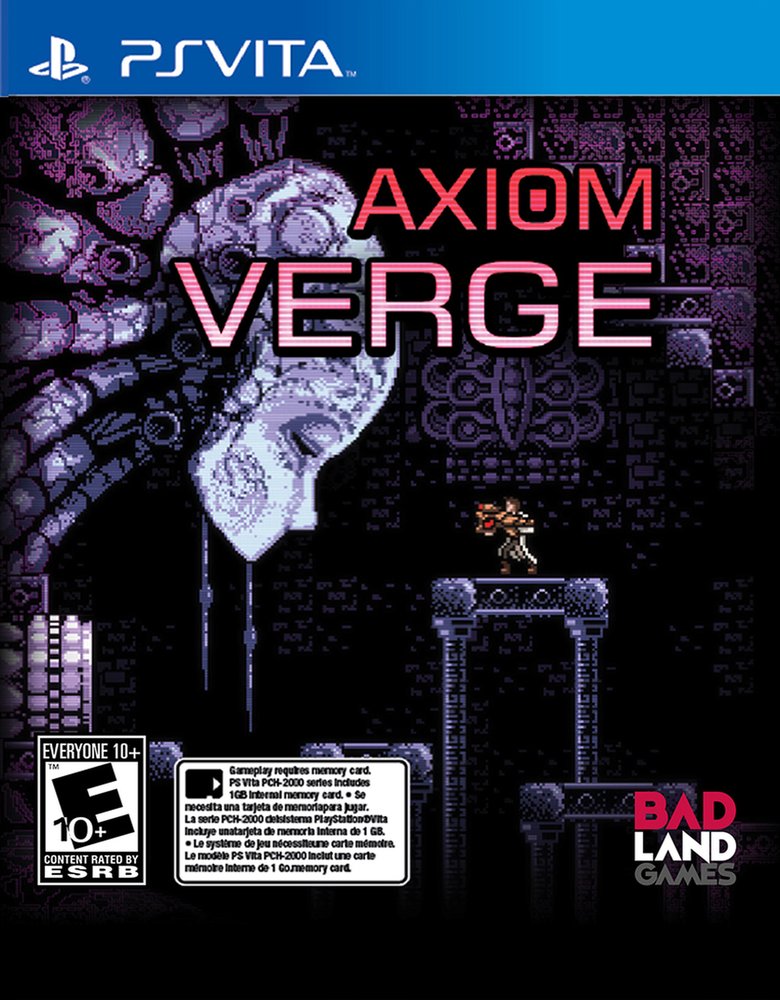 PSVITA™
AXIOM
VERGE
EVERYONE 10+
™
E
10+
CONTENT RATED BY
ESRB
Gameplay requires memory card.
PS Vita PCH-2000 series includes
1GB internal memory card. • Se
necesita una tarjeta de memoriapara jugar.
La serie PCH-2000 delsistema PlayStation®Vita
incluye unatarjeta de memoria interna de 1 GB.
• Le système de jeu nécessiteune carte mémoire.
Le modèle PS Vita PCH-2000 inclut une carte
mémoire interne de 1 Go.memory card.
BAD
LAND
GAMES